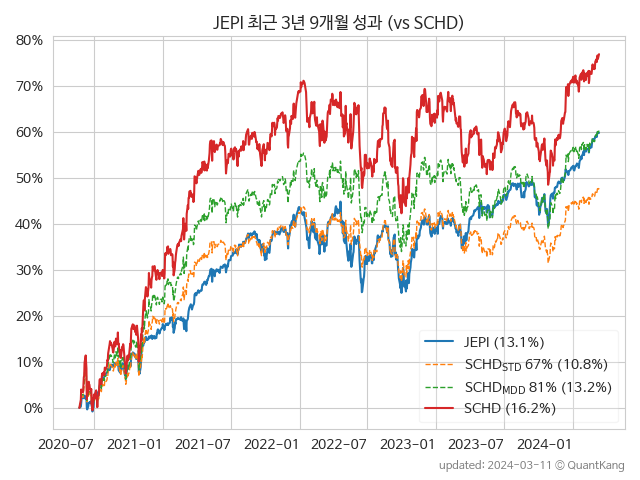 JEPI 최근 3년 9개월 성과 (vs SCHD)
80%
70%
60%
50%
40%
30%
20%
10%
0%
JEPI (13.1%)
SCHD_STD 67% (10.8%)
SCHD_MDD 81% (13.2%)
SCHD (16.2%)
2020-07 2021-01 2021-07 2022-01 2022-07 2023-01 2023-07 2024-01
updated: 2024-03-11 © QuantKang